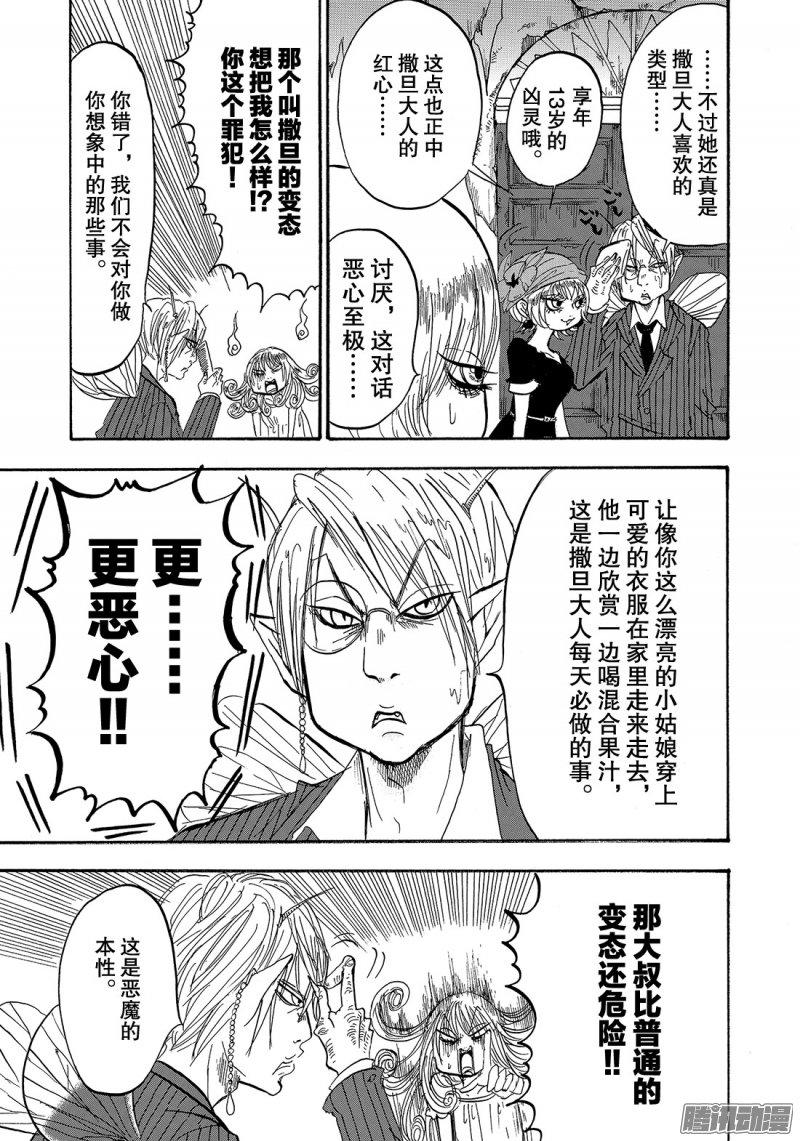 ……不过她还真是
撒旦大人喜欢的
类型……
享年
13岁的
凶灵哦。
这点也正中
撒旦大人的
红心……
讨厌，这对话
恶心至极……
那个叫撒旦的变态
想把我怎么样!?
你这个罪犯！
你错了，我们不会对你做
你想象中的那些事。
让像你这么漂亮的小姑娘穿上
可爱的衣服在家里走来走去，
他一边欣赏一边喝混合果汁，
这是撒旦大人每天必做的事。
更……
更恶心!!
那大叔比普通的
变态还危险!!
这是恶魔的
本性。
腾讯动漫